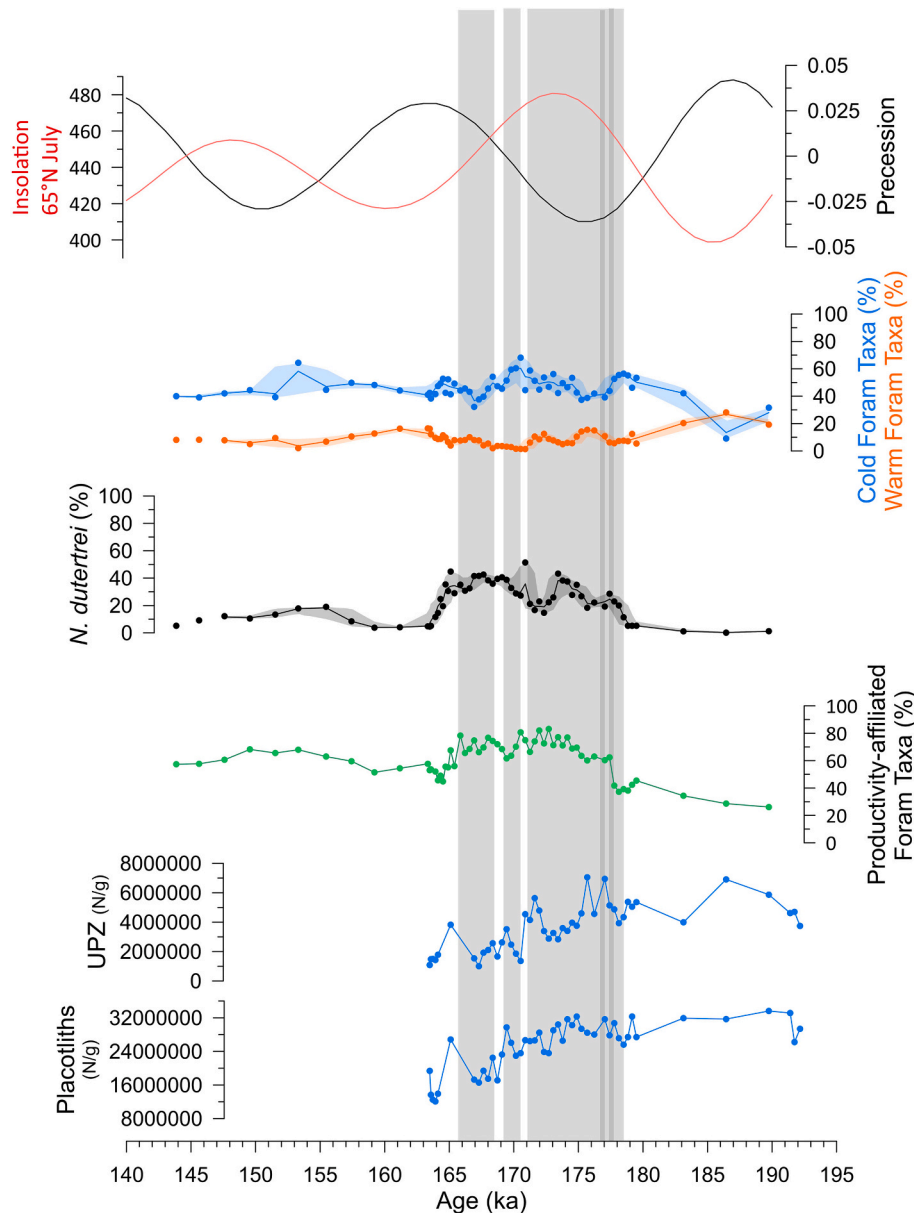 Insolation
65°N July
480
460
440
420
400
0.05
0.025
0
-0.025
-0.05
Precession
100
80
60
40
20
0
Cold Foram Taxa (%)
Warm Foram Taxa (%)
N. dutertrei (%)
100
80
60
40
20
0
100
80
60
40
20
0
Productivity-affiliated
Foram Taxa (%)
UPZ (N/g)
8000000
6000000
4000000
2000000
0
Placotliths
(N/g)
32000000
24000000
16000000
8000000
140 145 150 155 160 165 170 175 180 185 190 195
Age (ka)